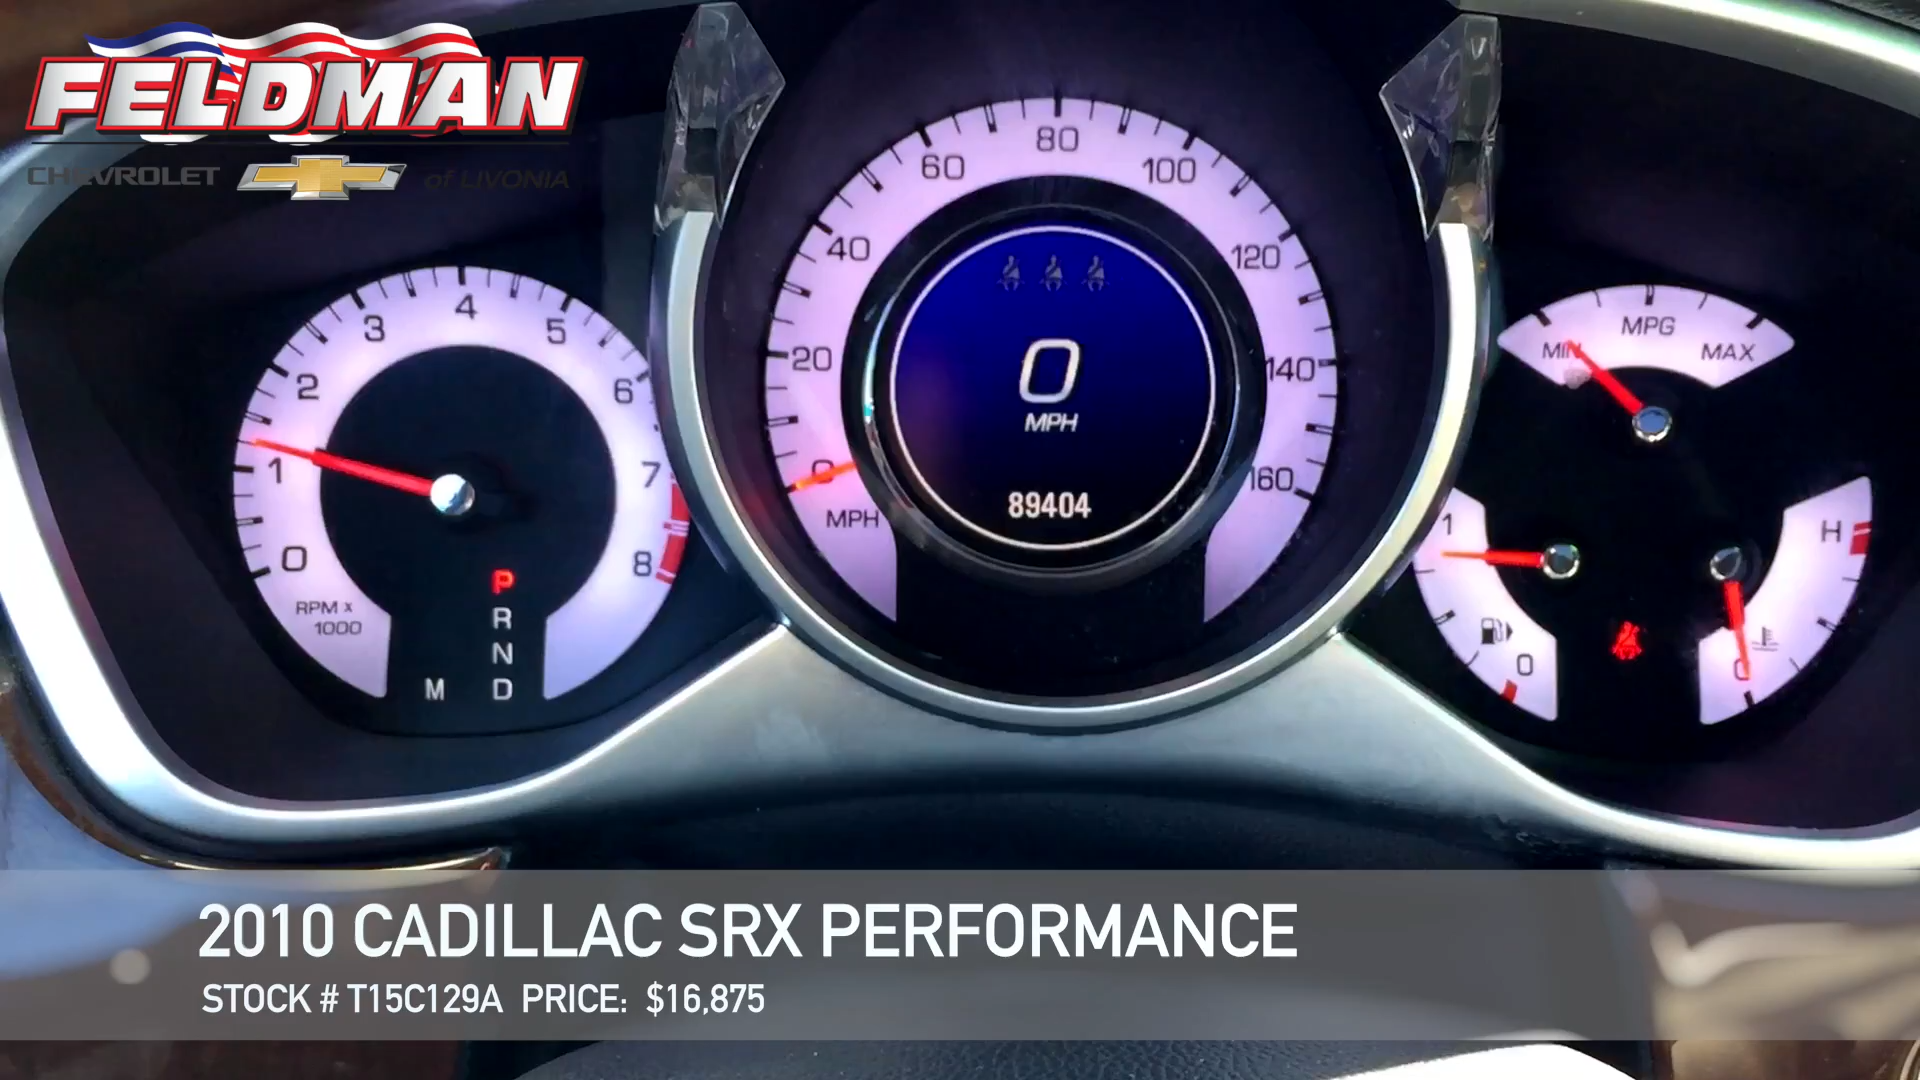 FELDMAN
CHEVROLET of LIVONIA
0 1 2 3 4 5 6 7 8
RPM x
1000
P
R
N
M D
0 20 40 60 80 100 120 140 160
MPH
0
MPH
89404
MPG
MIN MAX
1
0
H
C
2010 CADILLAC SRX PERFORMANCE
STOCK # T15C129A PRICE: $16,875